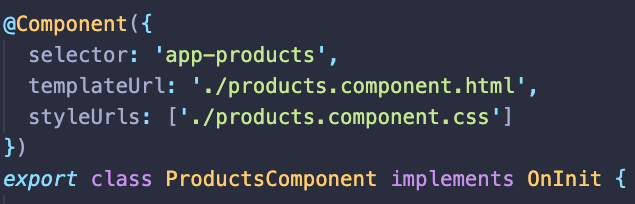 @Component({
selector: 'app-products',
templateUrl: './products.component.html',
styleUrls: ['./products.component.css']
})
export class ProductsComponent implements OnInit {